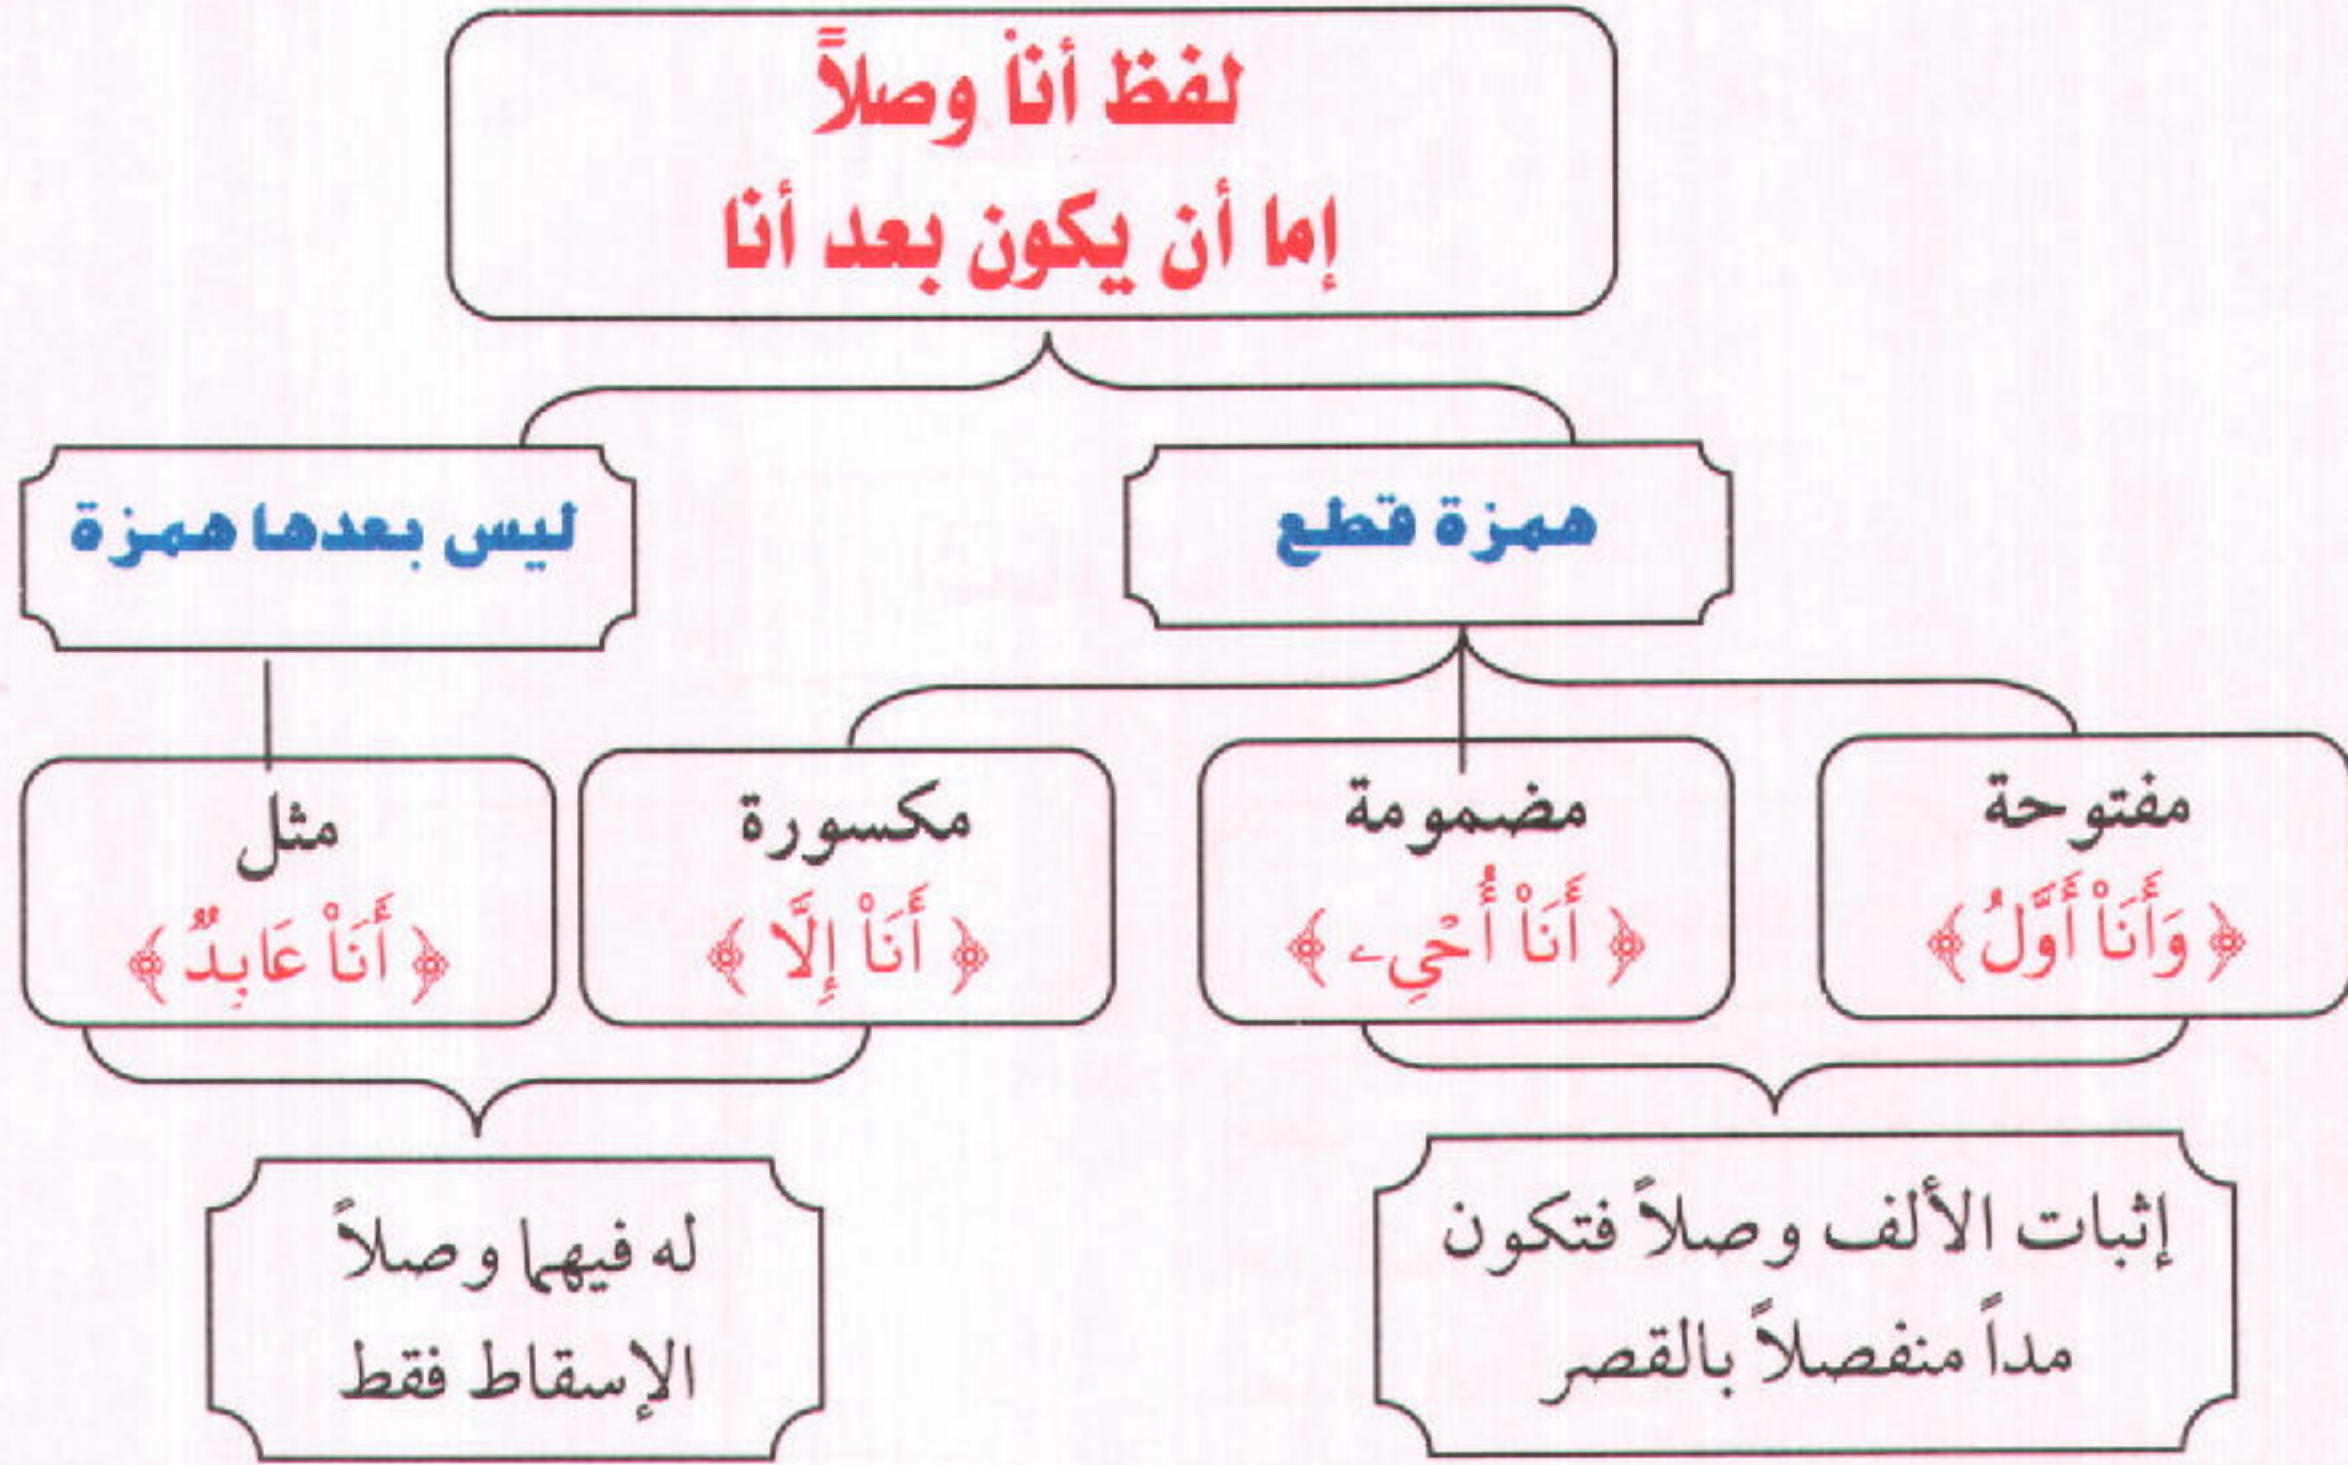 لفظ أناْ وصلاً
إما أن يكون بعد أنا
همزة قطع
ليس بعدها همزة
مفتوحة
﴿ وَأَنَا۠ أَوَّلُ ﴾
مضمومة
﴿ أَنَا۠ أُحْيِۦ ﴾
مكسورة
﴿ أَنَا۠ إِلَّا ﴾
مثل
﴿ أَنَا۠ عَابِدٌ ﴾
إثبات الألف وصلاً فتكون
مداً منفصلاً بالقصر
له فيهما وصلاً
الإسقاط فقط